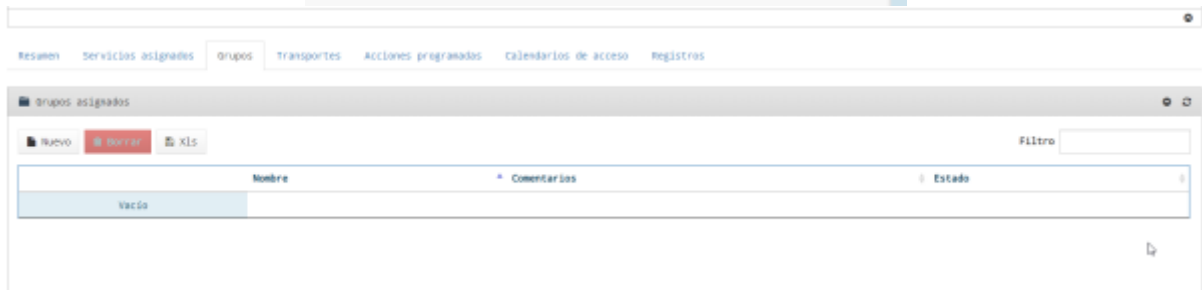 Resumen Servicios asignados Grupos Transportes Acciones programadas Calendarios de acceso Registros
Grupos asignados
Nuevo Borrar Xls Filtro
Nombre Comentarios Estado
Vacío